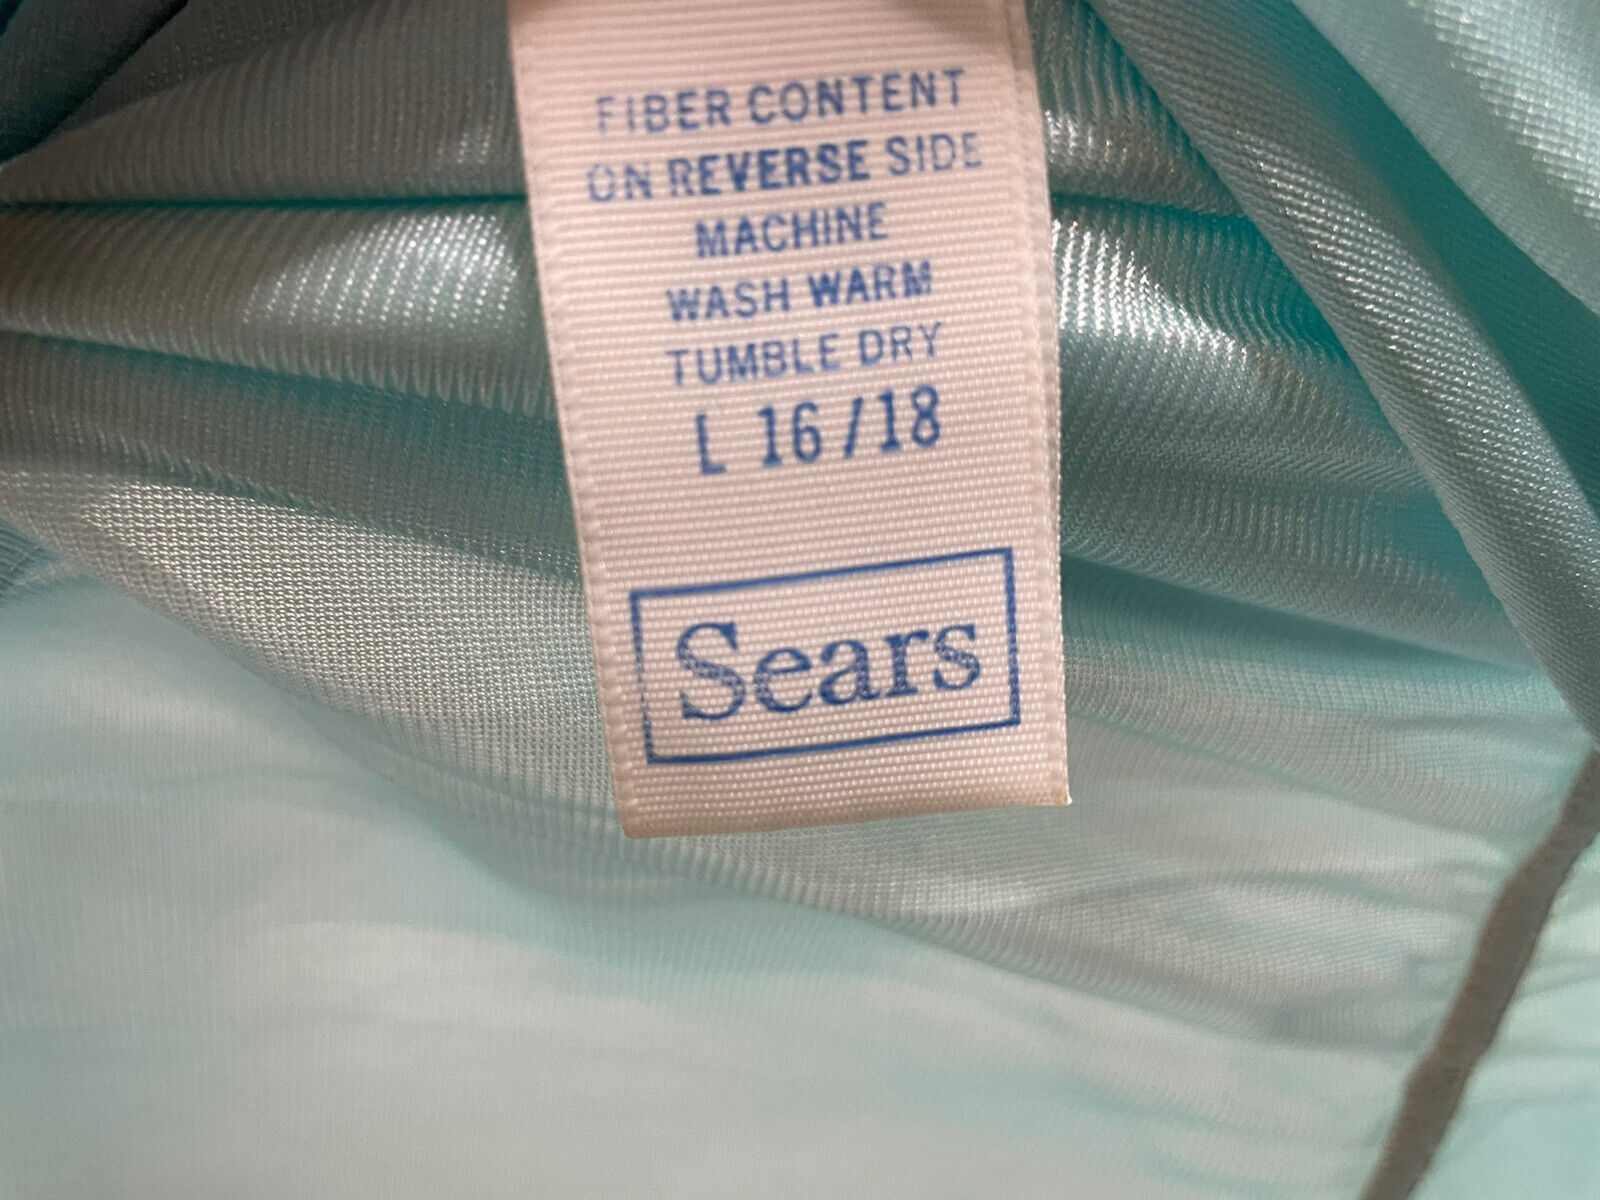 FIBER CONTENT
ON REVERSE SIDE
MACHINE
WASH WARM
TUMBLE DRY
L 16/18
Sears